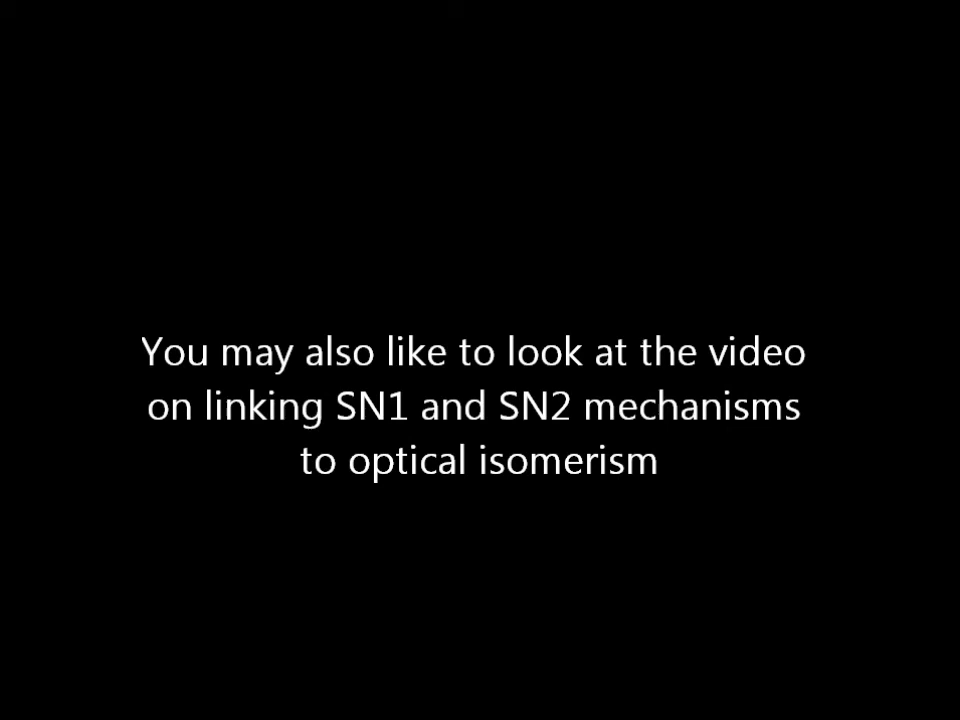 You may also like to look at the video
on linking SN1 and SN2 mechanisms
to optical isomerism